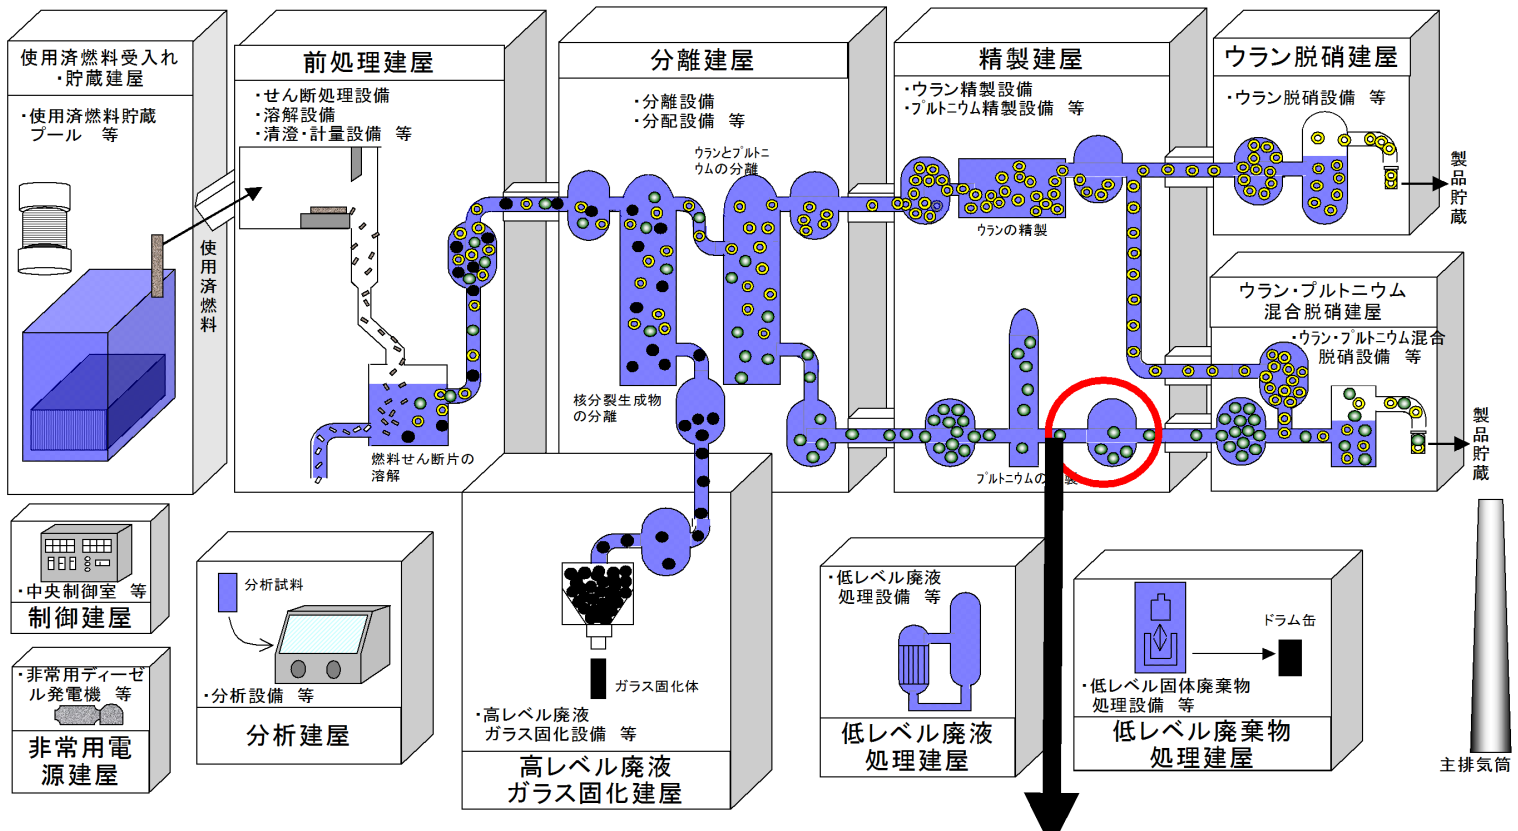 使用済燃料受入れ
・貯蔵建屋
・使用済燃料貯蔵
プール 等
使用済燃料
前処理建屋
・せん断処理設備
・溶解設備
・清澄・計量設備 等
燃料せん断片の
溶解
分離建屋
・分離設備
・分配設備 等
ウランとプルトニ
ウムの分離
核分裂生成物
の分離
精製建屋
・ウラン精製設備
・プルトニウム精製設備 等
ウランの精製
プルトニウムの
製
ウラン脱硝建屋
・ウラン脱硝設備 等
製品貯蔵
ウラン・プルトニウム
混合脱硝建屋
・ウラン・プルトニウム混合
脱硝設備 等
製品貯蔵
・中央制御室 等
制御建屋
・非常用ディーゼ
ル発電機 等
非常用電
源建屋
分析試料
・分析設備 等
分析建屋
ガラス固化体
・高レベル廃液
ガラス固化設備 等
高レベル廃液
ガラス固化建屋
・低レベル廃液
処理設備 等
低レベル廃液
処理建屋
ドラム缶
・低レベル固体廃棄物
処理設備 等
低レベル廃棄物
処理建屋
主排気筒